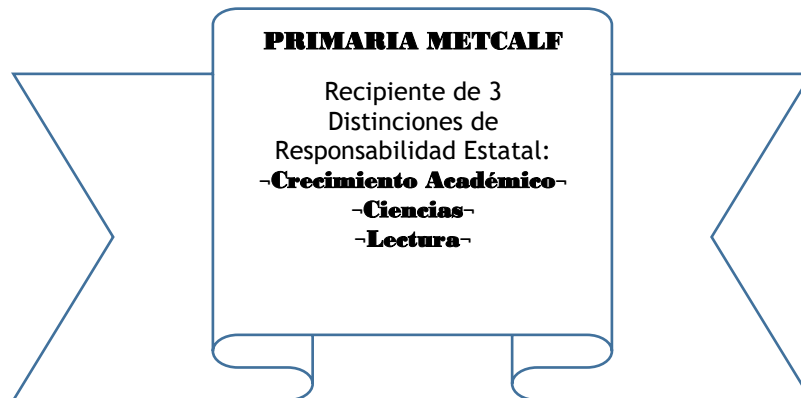 PRIMARIA METCALF
Recipiente de 3
Distinciones de
Responsabilidad Estatal:
¬Crecimiento Académico¬
¬Ciencias¬
¬Lectura¬